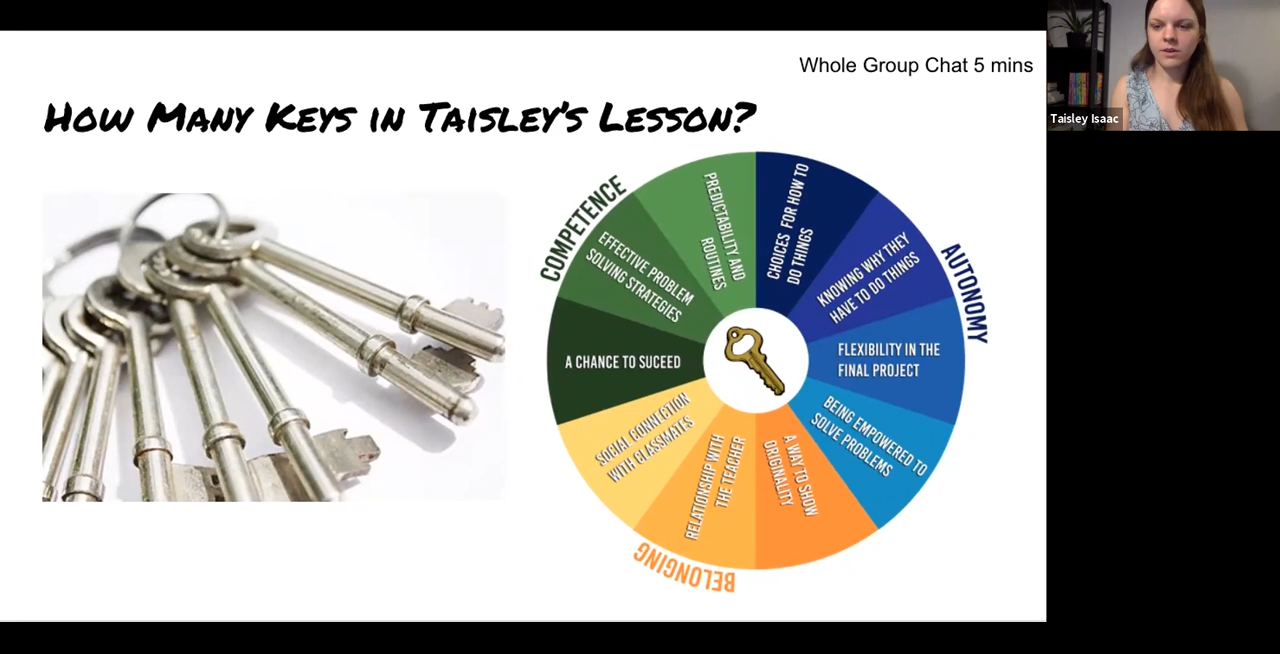 Whole Group Chat 5 mins
How Many Keys in Taisley's Lesson?
Taisley Isaac
COMPETENCE
PREDICTABILITY AND
ROUTINES
EFFECTIVE PROBLEM
SOLVING STRATEGIES
A CHANCE TO SUCEED
AUTONOMY
CHOICES FOR HOW TO
DO THINGS
KNOWING WHY THEY
HAVE TO DO THINGS
FLEXIBILITY IN THE
FINAL PROJECT
BEING EMPOWERED TO
SOLVE PROBLEMS
BELONGING
A WAY TO SHOW
ORIGINALITY
RELATIONSHIP WITH
THE TEACHER
SOCIAL CONNECTION
WITH CLASSMATES